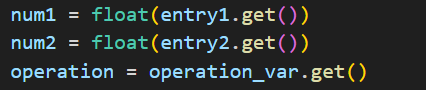 num1 = float(entry1.get())
num2 = float(entry2.get())
operation = operation_var.get()